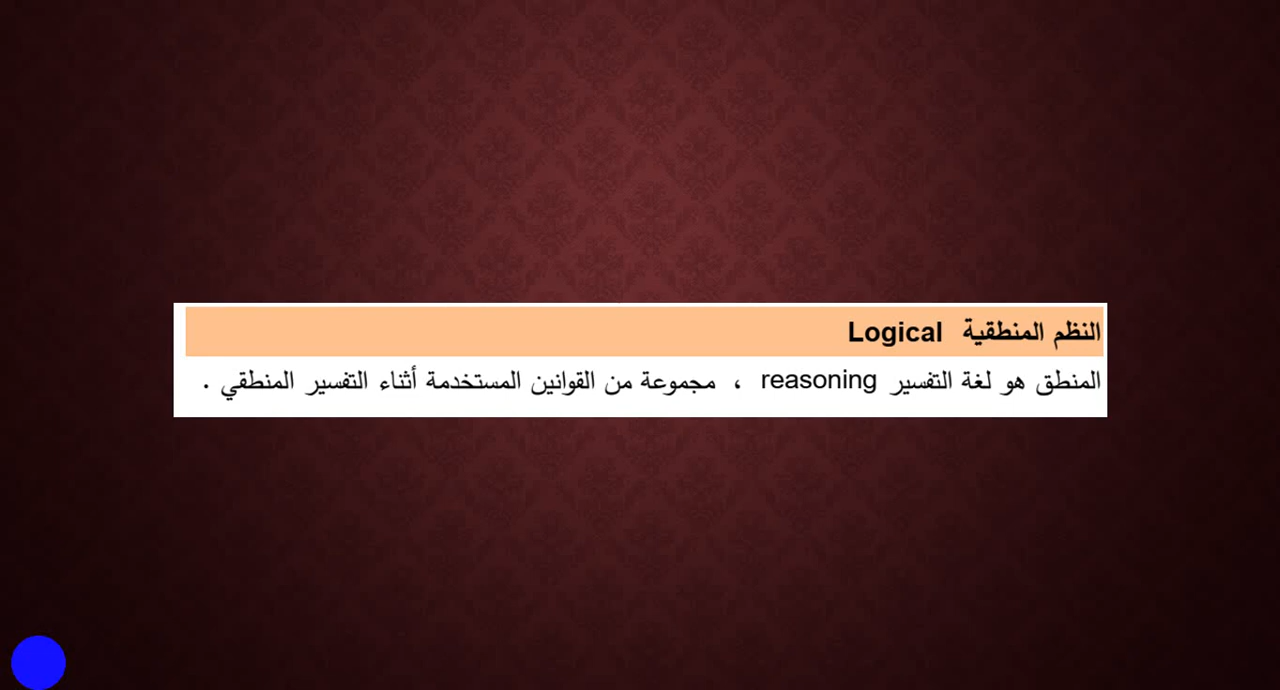 النظم المنطقية Logical
المنطق هو لغة التفسير reasoning ، مجموعة من القوانين المستخدمة أثناء التفسير المنطقي .